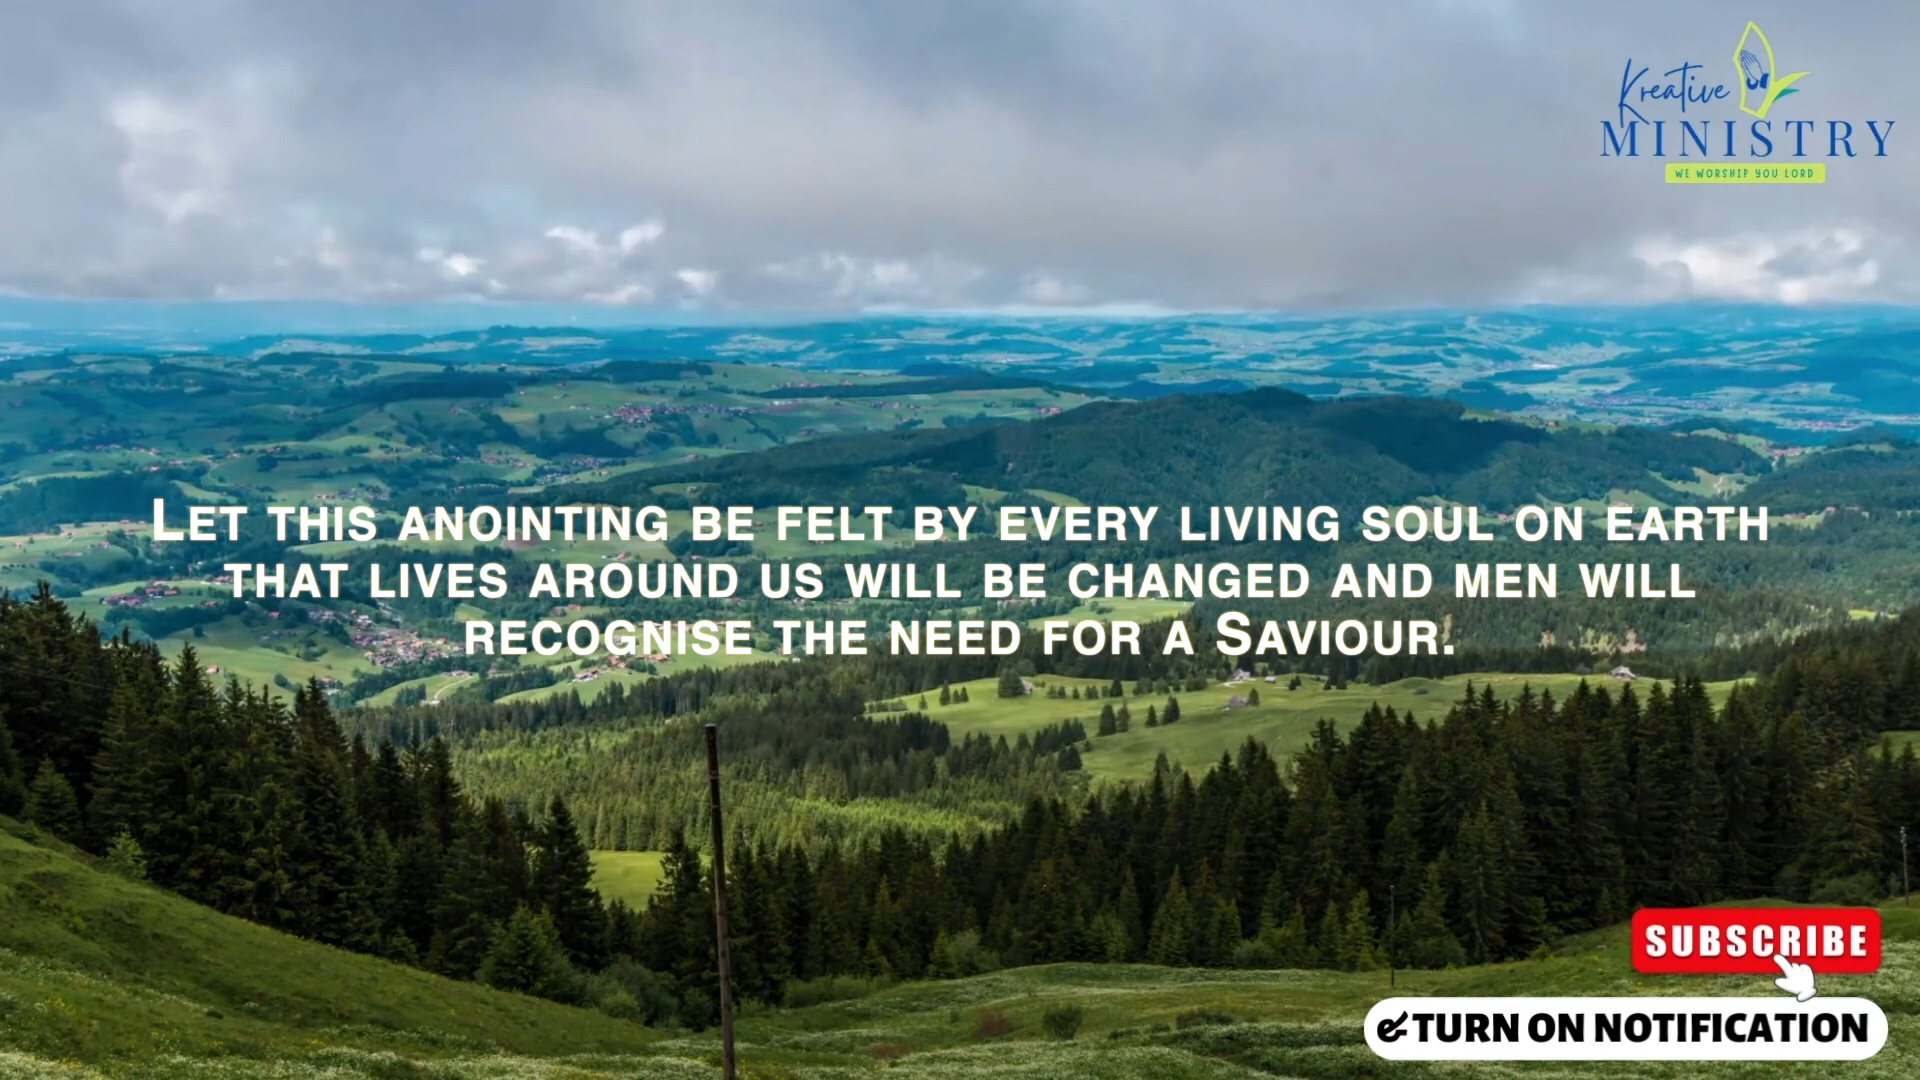 Kreative
MINISTRY
WE WORSHIP YOU LORD
LET THIS ANOINTING BE FELT BY EVERY LIVING SOUL ON EARTH
THAT LIVES AROUND US WILL BE CHANGED AND MEN WILL
RECOGNISE THE NEED FOR A SAVIOUR.
SUBSCRIBE
& TURN ON NOTIFICATION